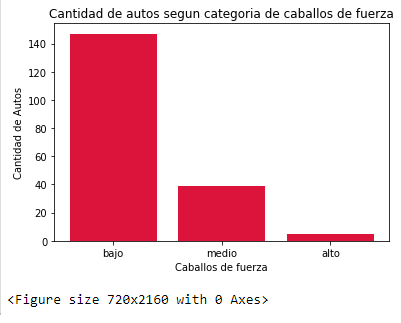 Cantidad de autos segun categoria de caballos de fuerza
140
120
100
80
60
40
20
0
Cantidad de Autos
bajo medio alto
Caballos de fuerza
<Figure size 720x2160 with 0 Axes>